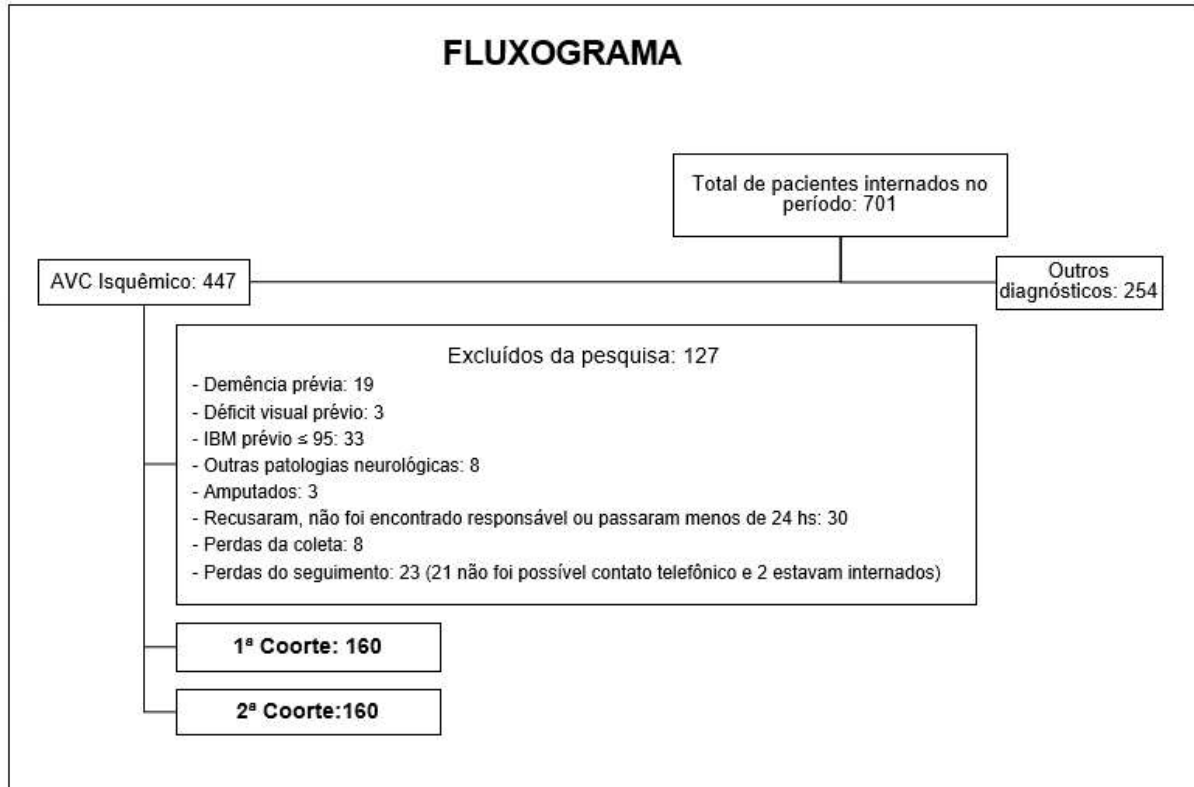 FLUXOGRAMA
Total de pacientes internados no
período: 701
AVC Isquêmico: 447
Outros
diagnósticos: 254
Excluídos da pesquisa: 127
- Demência prévia: 19
- Déficit visual prévio: 3
- IBM prévio ≤ 95: 33
- Outras patologias neurológicas: 8
- Amputados: 3
- Recusaram, não foi encontrado responsável ou passaram menos de 24 hs: 30
- Perdas da coleta: 8
- Perdas do seguimento: 23 (21 não foi possível contato telefônico e 2 estavam internados)
1ª Coorte: 160
2ª Coorte:160